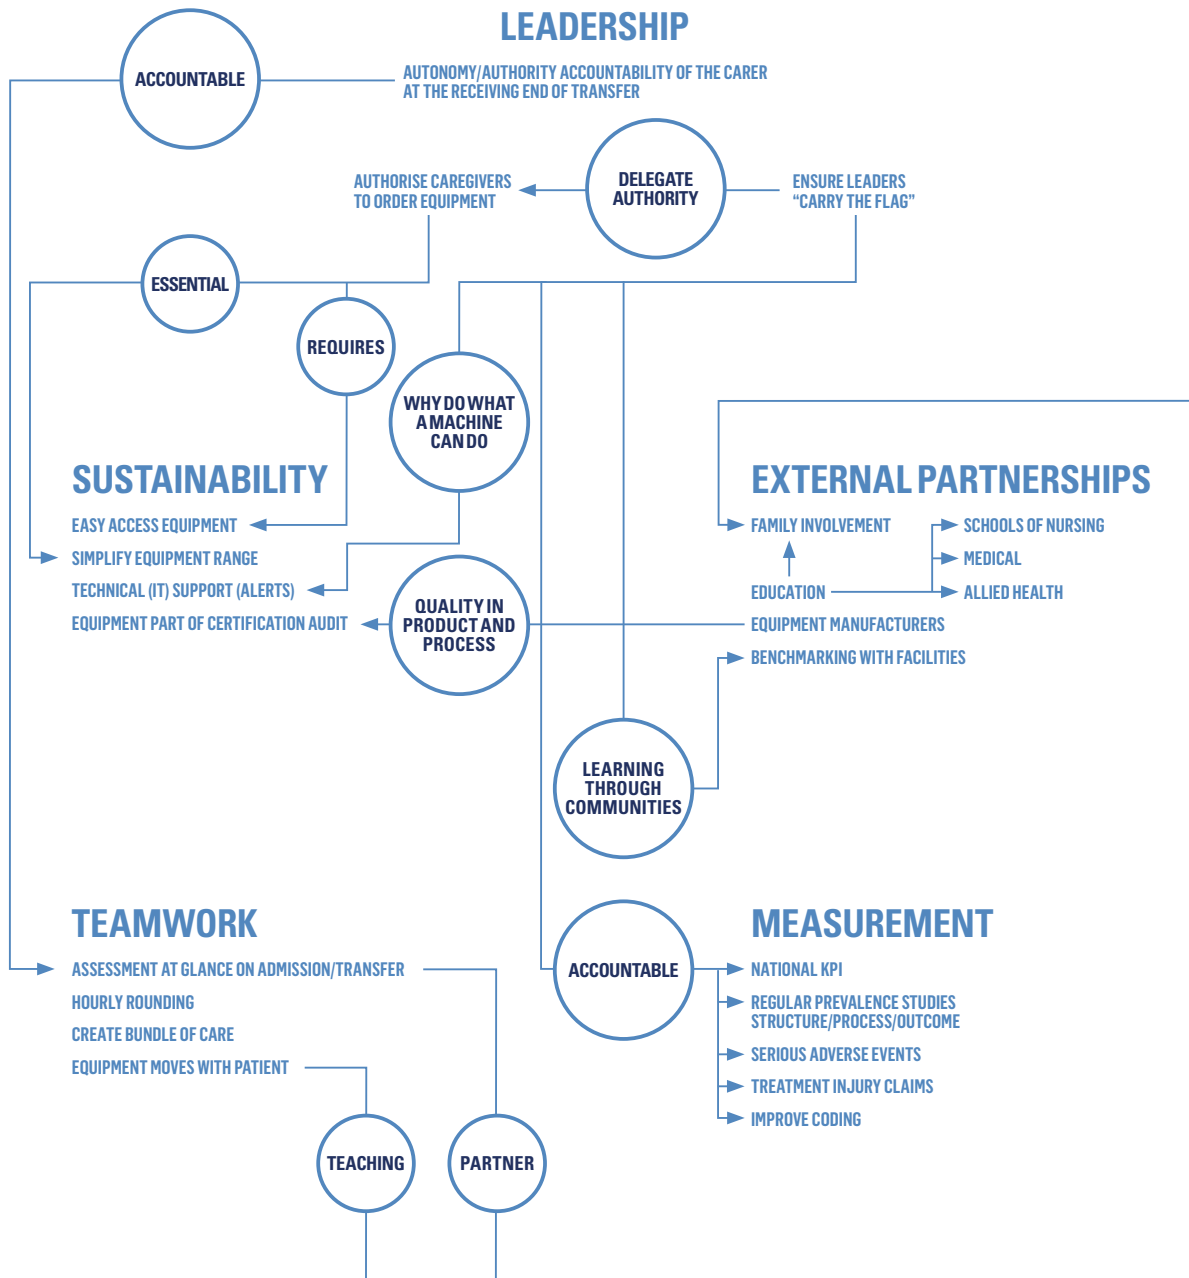 LEADERSHIP
ACCOUNTABLE
AUTONOMY/AUTHORITY ACCOUNTABILITY OF THE CARER
AT THE RECEIVING END OF TRANSFER
AUTHORISE CAREGIVERS
TO ORDER EQUIPMENT
DELEGATE
AUTHORITY
ENSURE LEADERS
“CARRY THE FLAG”
ESSENTIAL
REQUIRES
WHY DO WHAT
A MACHINE
CAN DO
SUSTAINABILITY
EASY ACCESS EQUIPMENT
SIMPLIFY EQUIPMENT RANGE
TECHNICAL (IT) SUPPORT (ALERTS)
EQUIPMENT PART OF CERTIFICATION AUDIT
QUALITY IN
PRODUCT AND
PROCESS
EXTERNAL PARTNERSHIPS
FAMILY INVOLVEMENT
EDUCATION
SCHOOLS OF NURSING
MEDICAL
ALLIED HEALTH
EQUIPMENT MANUFACTURERS
BENCHMARKING WITH FACILITIES
LEARNING
THROUGH
COMMUNITIES
TEAMWORK
ASSESSMENT AT GLANCE ON ADMISSION/TRANSFER
HOURLY ROUNDING
CREATE BUNDLE OF CARE
EQUIPMENT MOVES WITH PATIENT
TEACHING
PARTNER
ACCOUNTABLE
MEASUREMENT
NATIONAL KPI
REGULAR PREVALENCE STUDIES
STRUCTURE/PROCESS/OUTCOME
SERIOUS ADVERSE EVENTS
TREATMENT INJURY CLAIMS
IMPROVE CODING